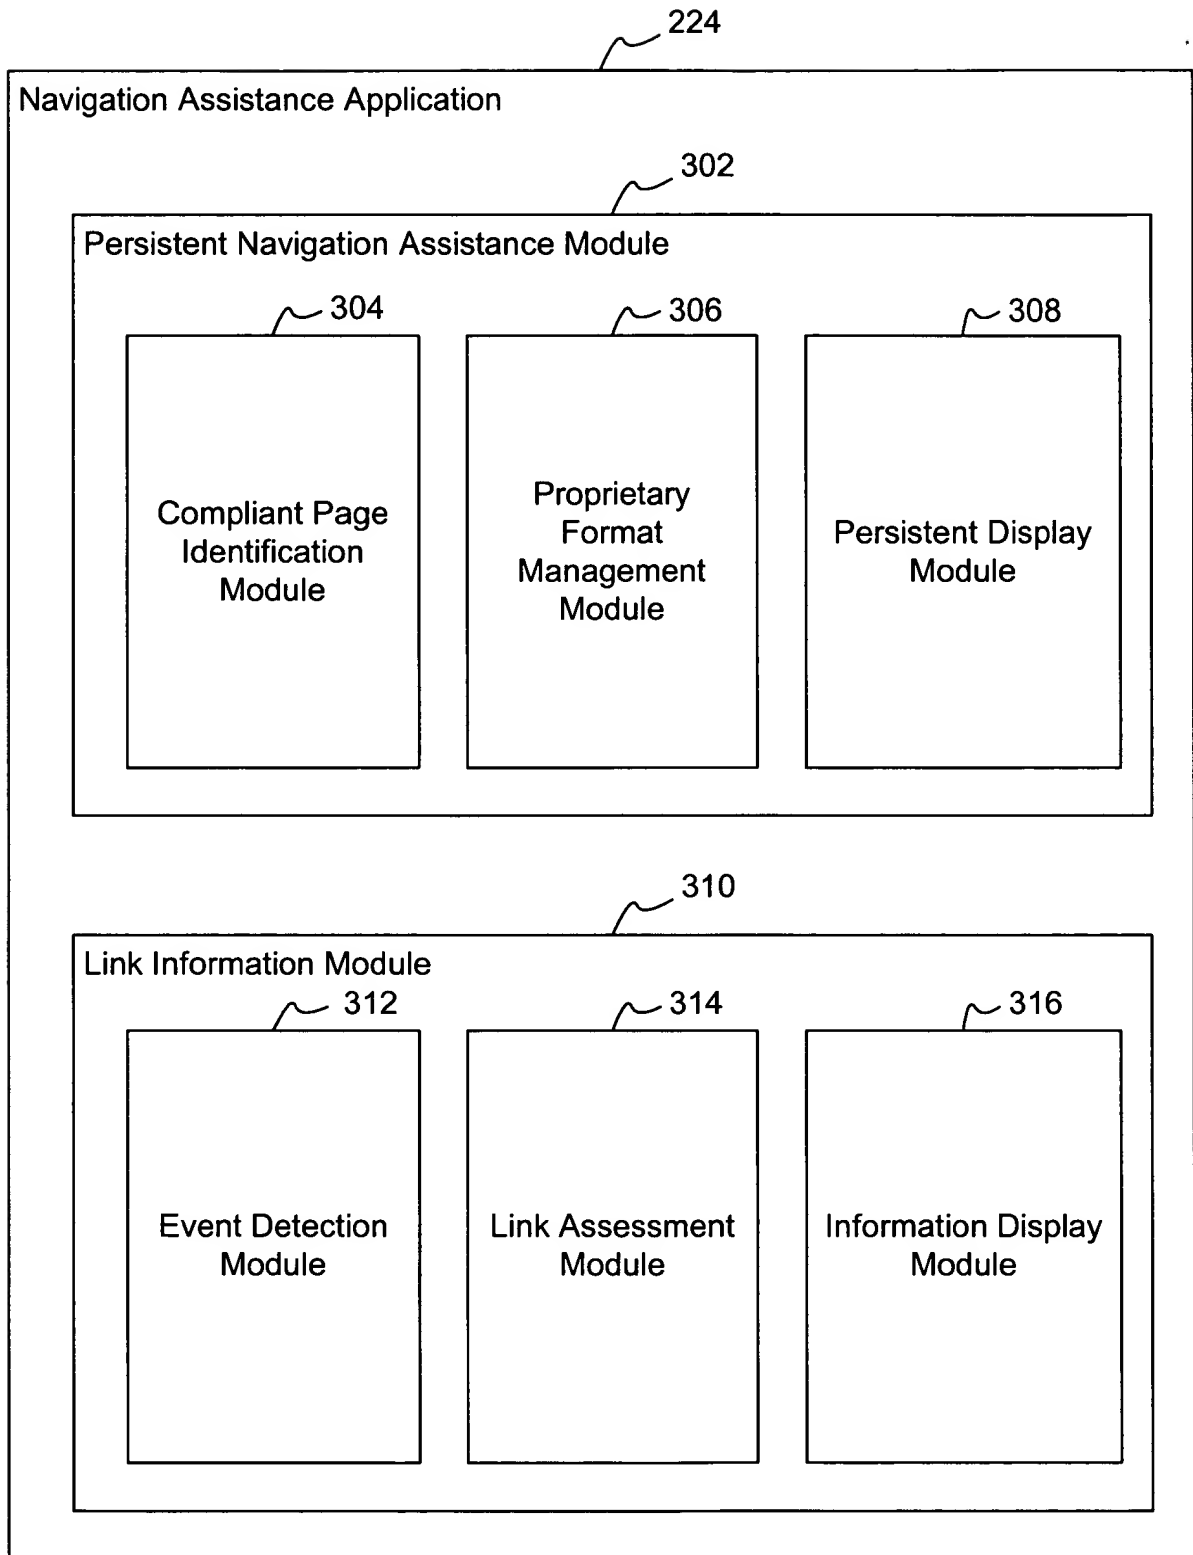 224
Navigation Assistance Application
302
Persistent Navigation Assistance Module
304
306
308
Compliant Page
Identification
Module
Proprietary
Format
Management
Module
Persistent Display
Module
310
Link Information Module
312
314
316
Event Detection
Module
Link Assessment
Module
Information Display
Module